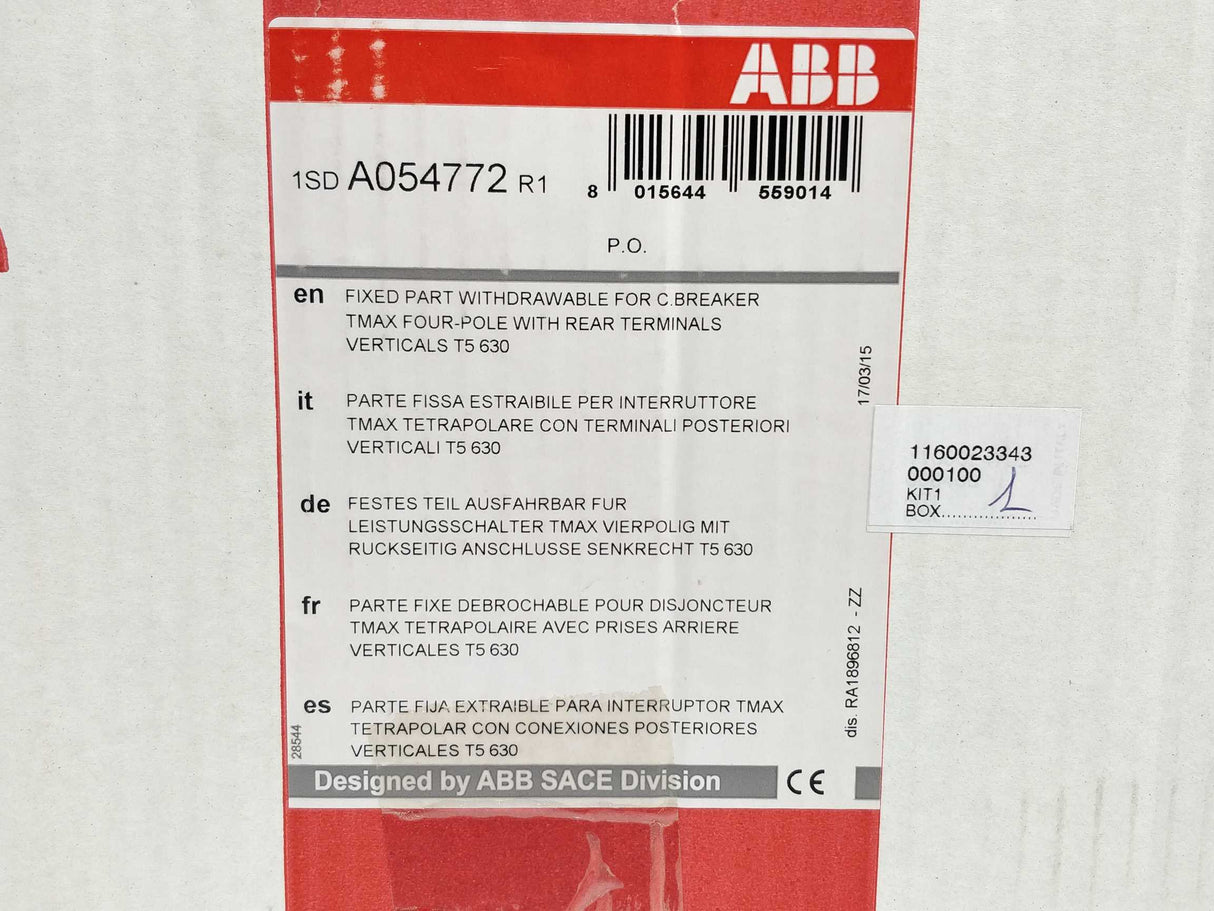 ABB
1SD A054772 R1
8 015644 559014
P.O.
en FIXED PART WITHDRAWABLE FOR C.BREAKER
TMAX FOUR-POLE WITH REAR TERMINALS
VERTICALS T5 630
it PARTE FISSA ESTRAIBILE PER INTERRUTTORE
TMAX TETRAPOLARE CON TERMINALI POSTERIORI
VERTICALI T5 630
de FESTES TEIL AUSFAHRBAR FUR
LEISTUNGSSCHALTER TMAX VIERPOLIG MIT
RUCKSEITIG ANSCHLUSSE SENKRECHT T5 630
fr PARTE FIXE DEBROCHABLE POUR DISJONCTEUR
TMAX TETRAPOLAIRE AVEC PRISES ARRIERE
VERTICALES T5 630
es PARTE FIJA EXTRAIBLE PARA INTERRUPTOR TMAX
TETRAPOLAR CON CONEXIONES POSTERIORES
VERTICALES T5 630
28544
Designed by ABB SACE Division CE
17/03/15
dis. RA1896812 - ZZ
1160023343
000100
KIT1
BOX.................. 1